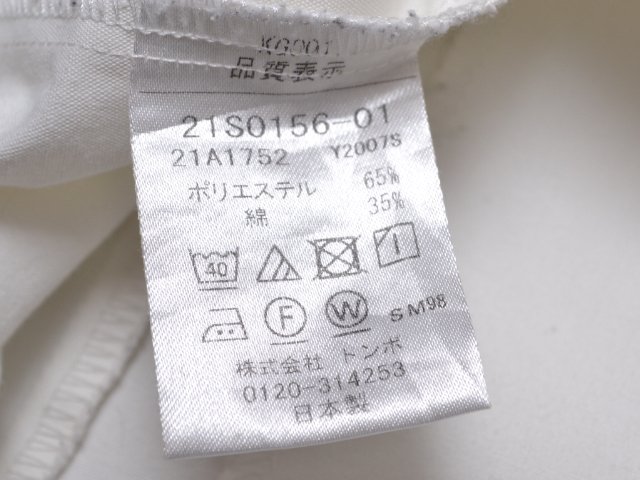 KG001
品質表示
21S0156-01
21A1752 Y2007S
ポリエステル 65%
綿 35%
40
F W SM98
株式会社 トンボ
0120-314253
日本製